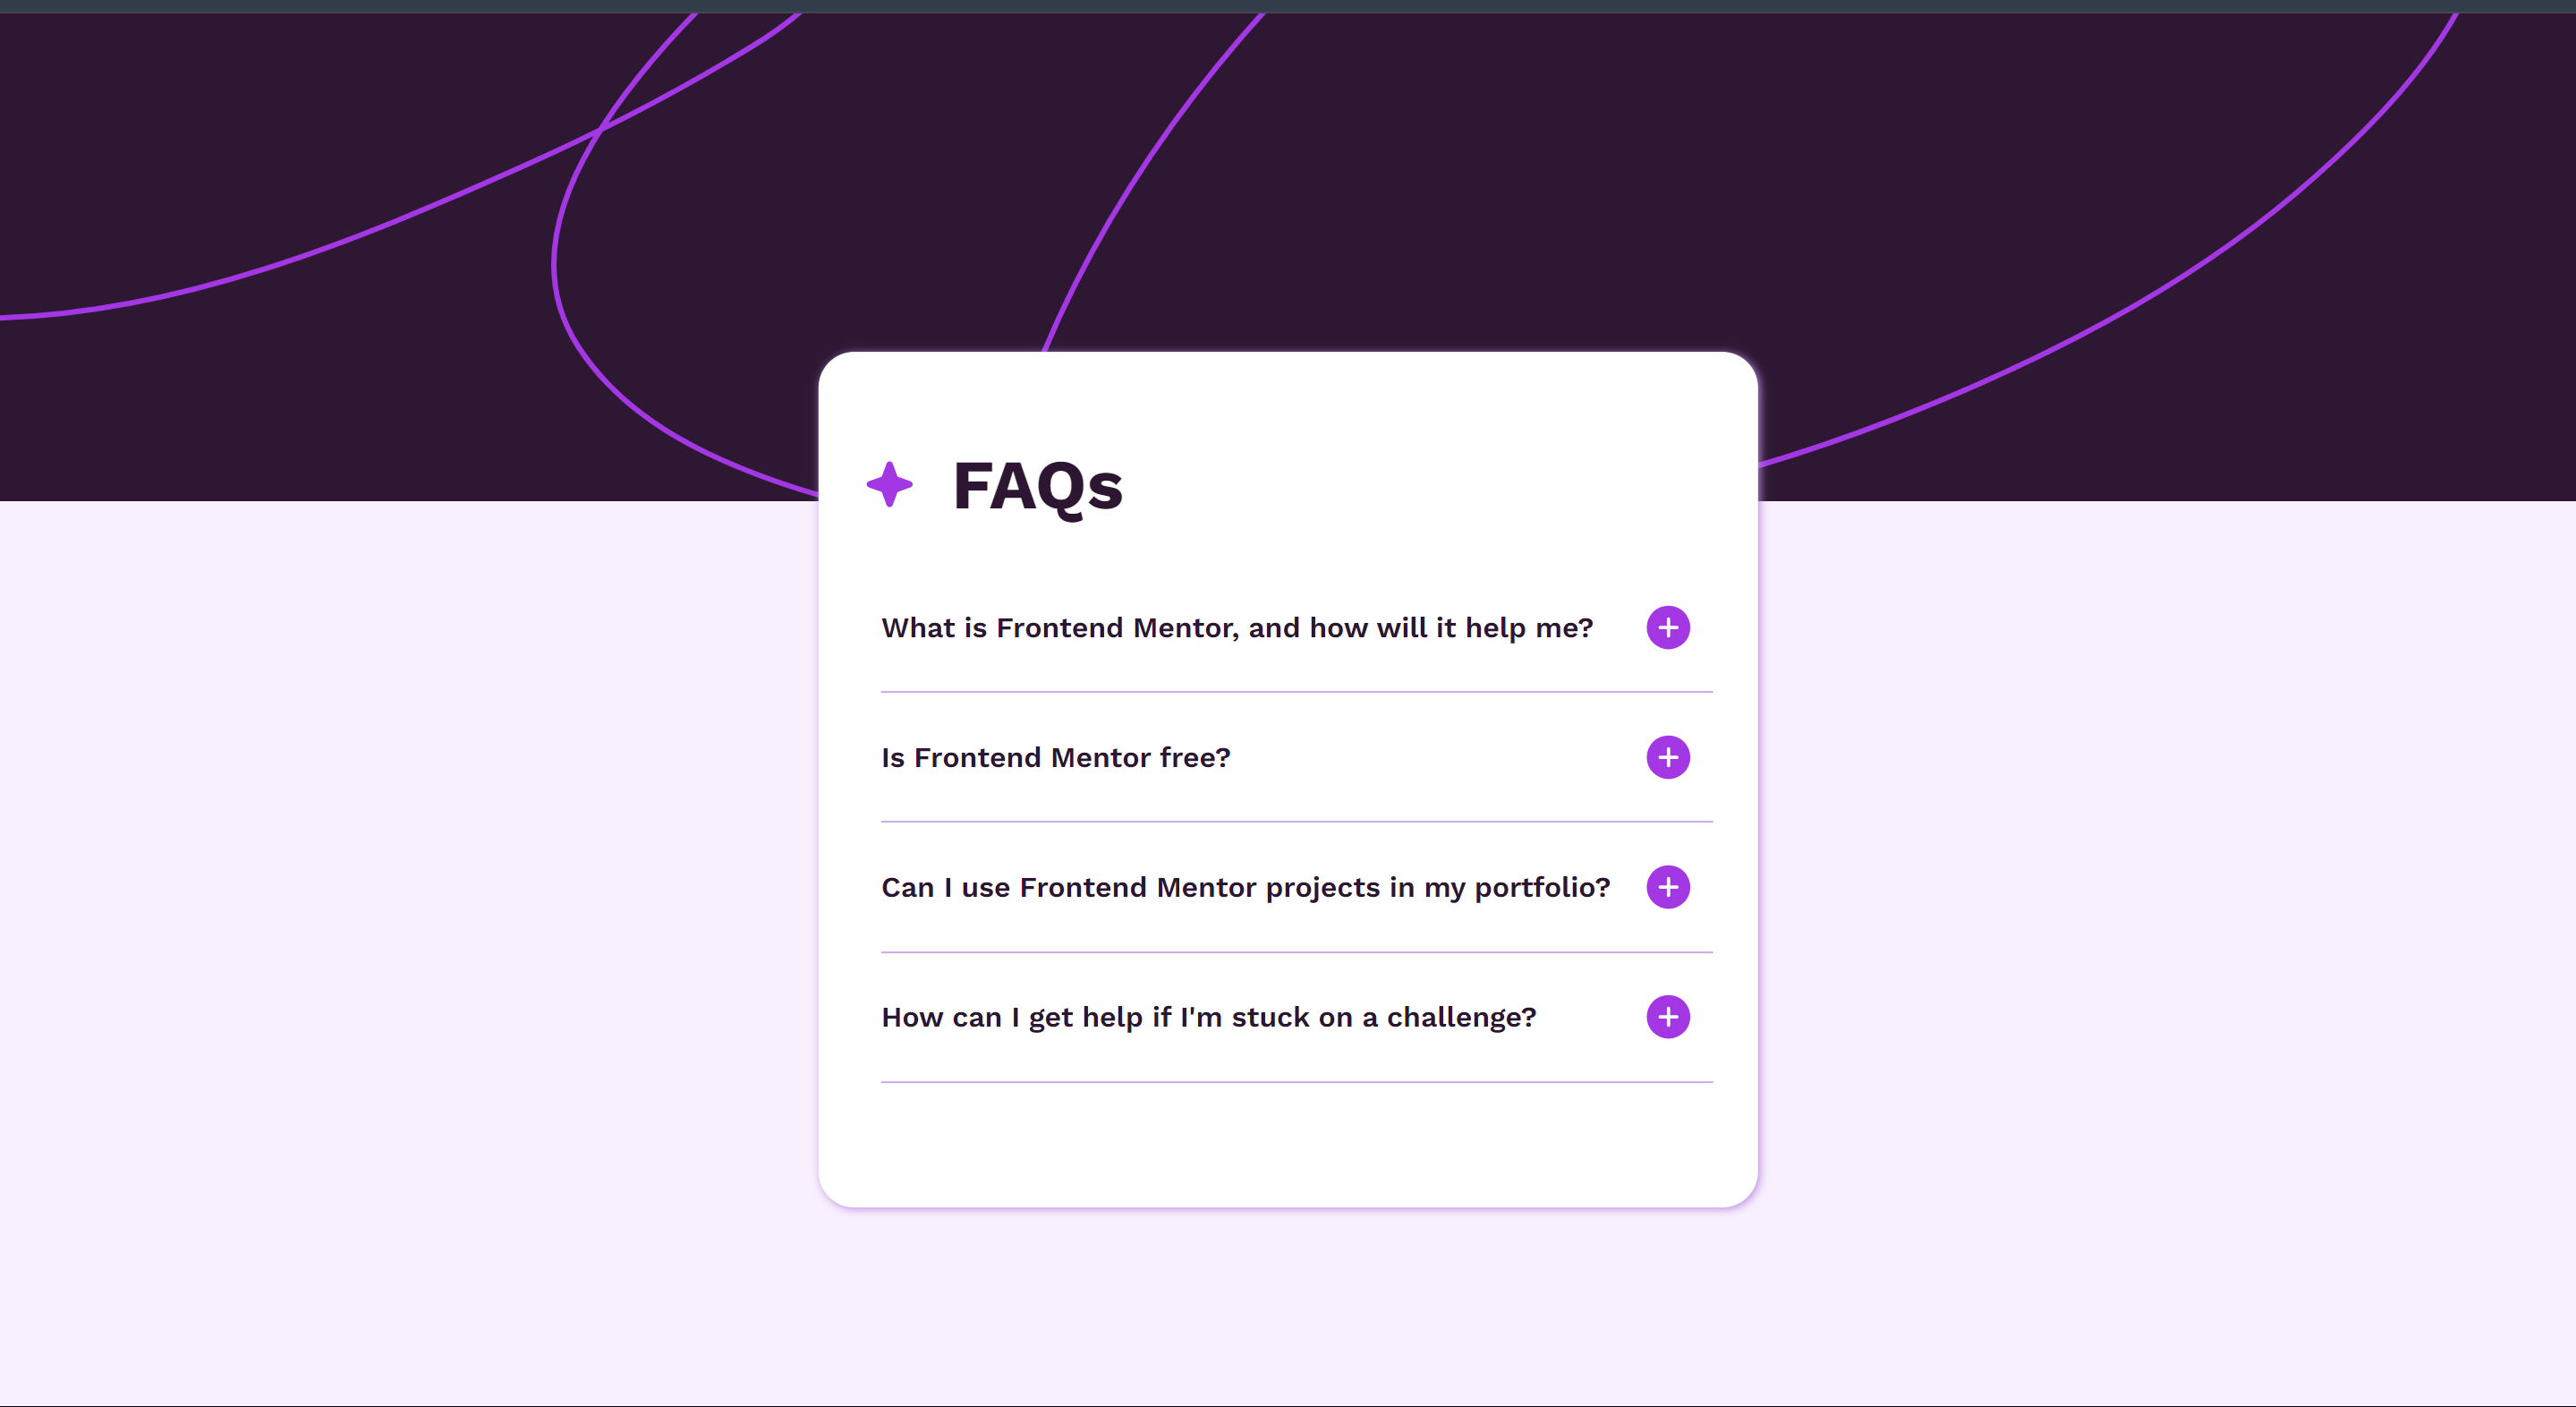 FAQs
What is Frontend Mentor, and how will it help me?
Is Frontend Mentor free?
Can I use Frontend Mentor projects in my portfolio?
How can I get help if I'm stuck on a challenge?